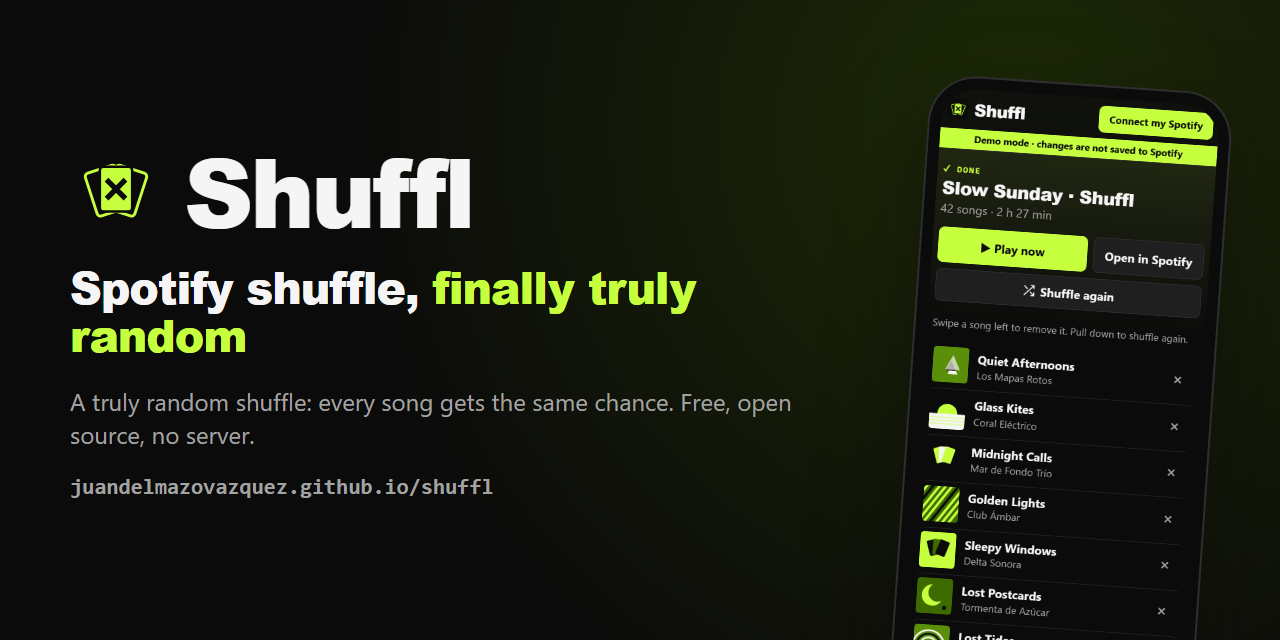 Shuffl
Spotify shuffle, finally truly
random
A truly random shuffle: every song gets the same chance. Free, open
source, no server.
juandelmazovazquez.github.io/shuffl
Shuffl
Connect my Spotify
Demo mode · changes are not saved to Spotify
✓ DONE
Slow Sunday · Shuffl
42 songs · 2 h 27 min
▶ Play now
Open in Spotify
Shuffle again
Swipe a song left to remove it. Pull down to shuffle again.
Quiet Afternoons
Los Mapas Rotos
Glass Kites
Coral Eléctrico
Midnight Calls
Mar de Fondo Trío
Golden Lights
Club Ámbar
Sleepy Windows
Delta Sonora
Lost Postcards
Tormenta de Azúcar
Lost